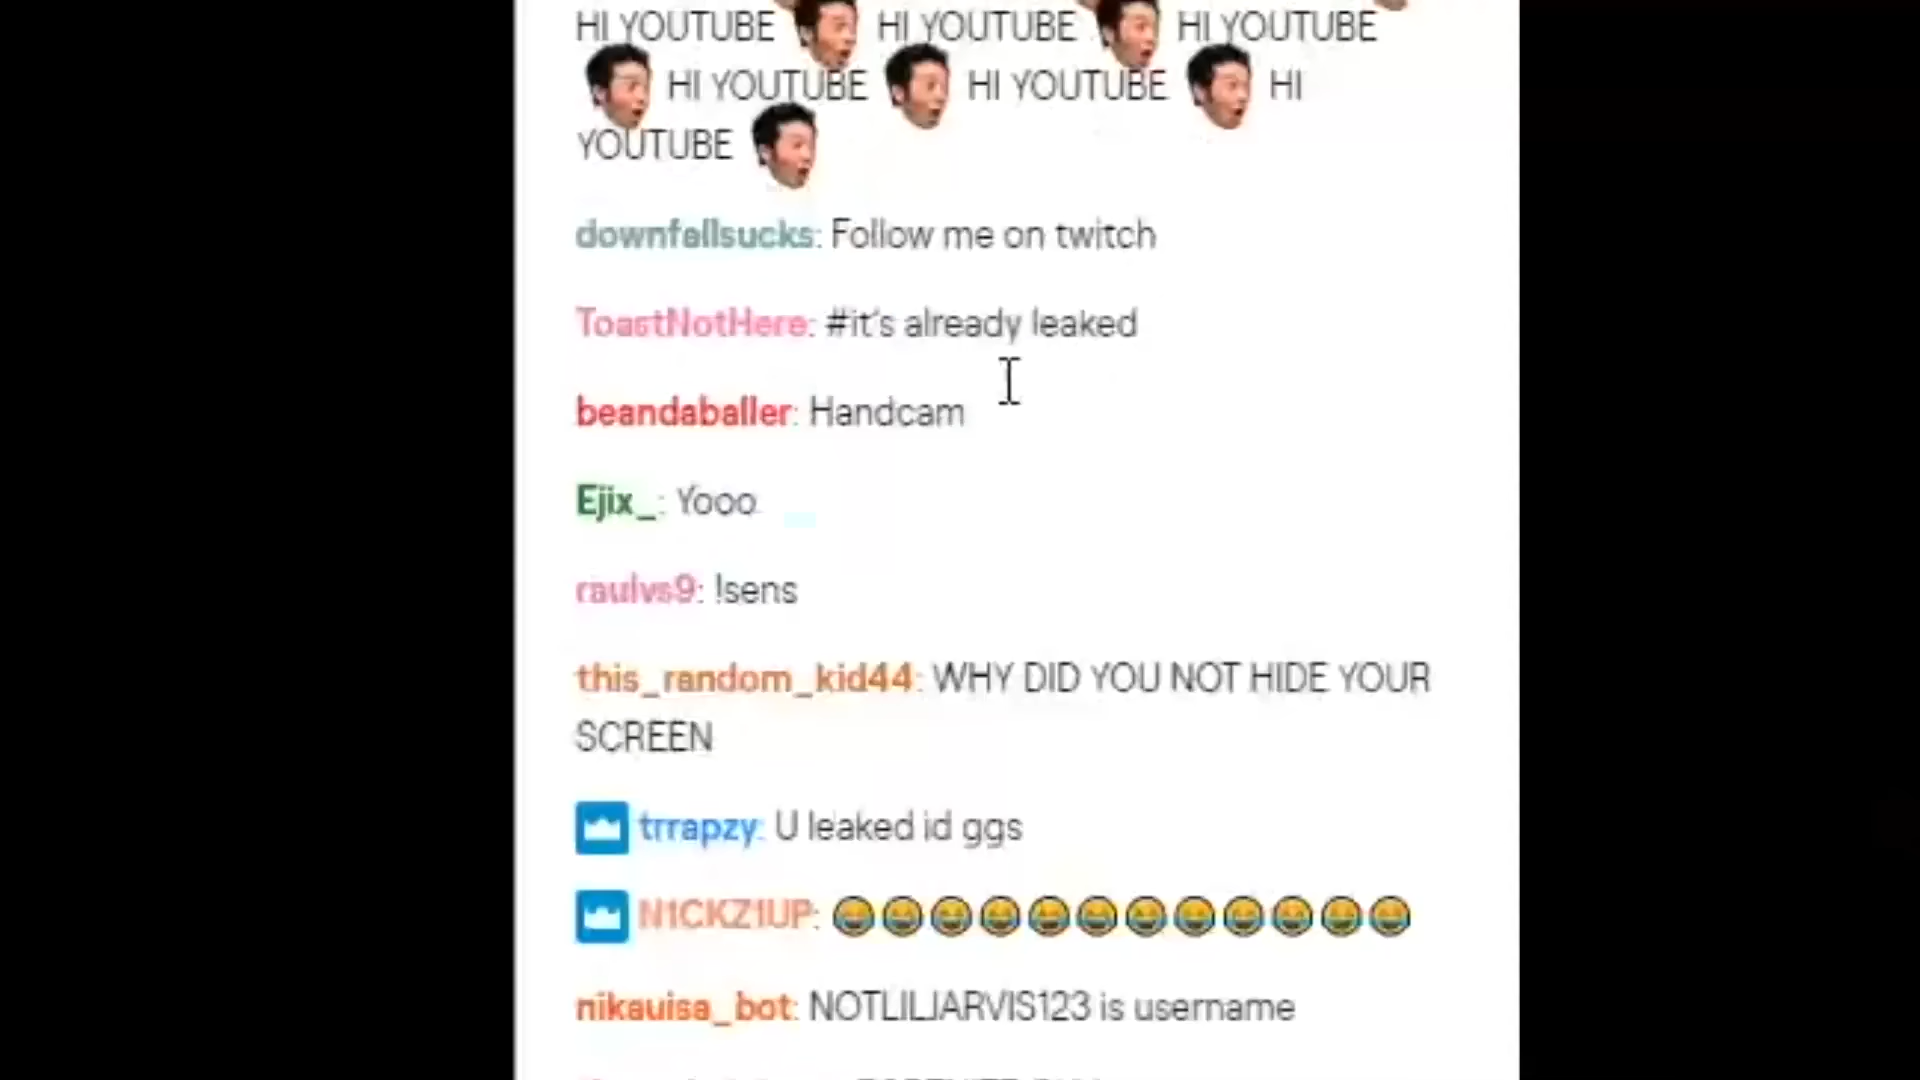 HI YOUTUBE HI YOUTUBE HI YOUTUBE
HI YOUTUBE HI YOUTUBE HI
YOUTUBE
downfallsucks: Follow me on twitch
ToastNotHere: #it's already leaked
beandaballer: Handcam
Ejix_: Yooo
raulvs9: !sens
this_random_kid44: WHY DID YOU NOT HIDE YOUR
SCREEN
trrapzy: U leaked id ggs
N1CKZ1UP: 😂😂😂😂😂😂😂😂😂😂😂😂
nikauisa_bot: NOTLILJARVIS123 is username